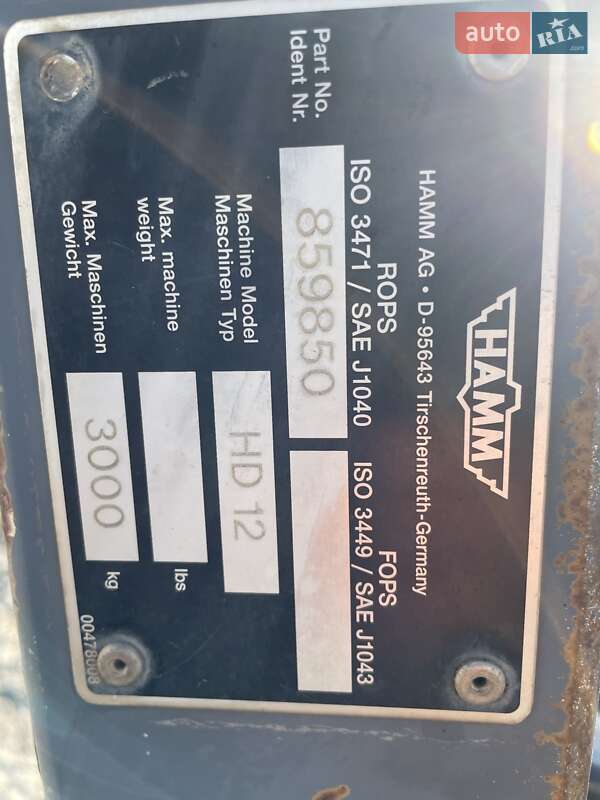 auto RIA.com
HAMM
HAMM AG • D-95643 Tirschenreuth-Germany
ROPS
ISO 3471 / SAE J1040
FOPS
ISO 3449 / SAE J1043
Part No.
Ident Nr.
859850
Machine Model
Maschinen Typ
HD 12
Max. machine
weight
lbs
Max. Maschinen
Gewicht
3000
kg
00478008